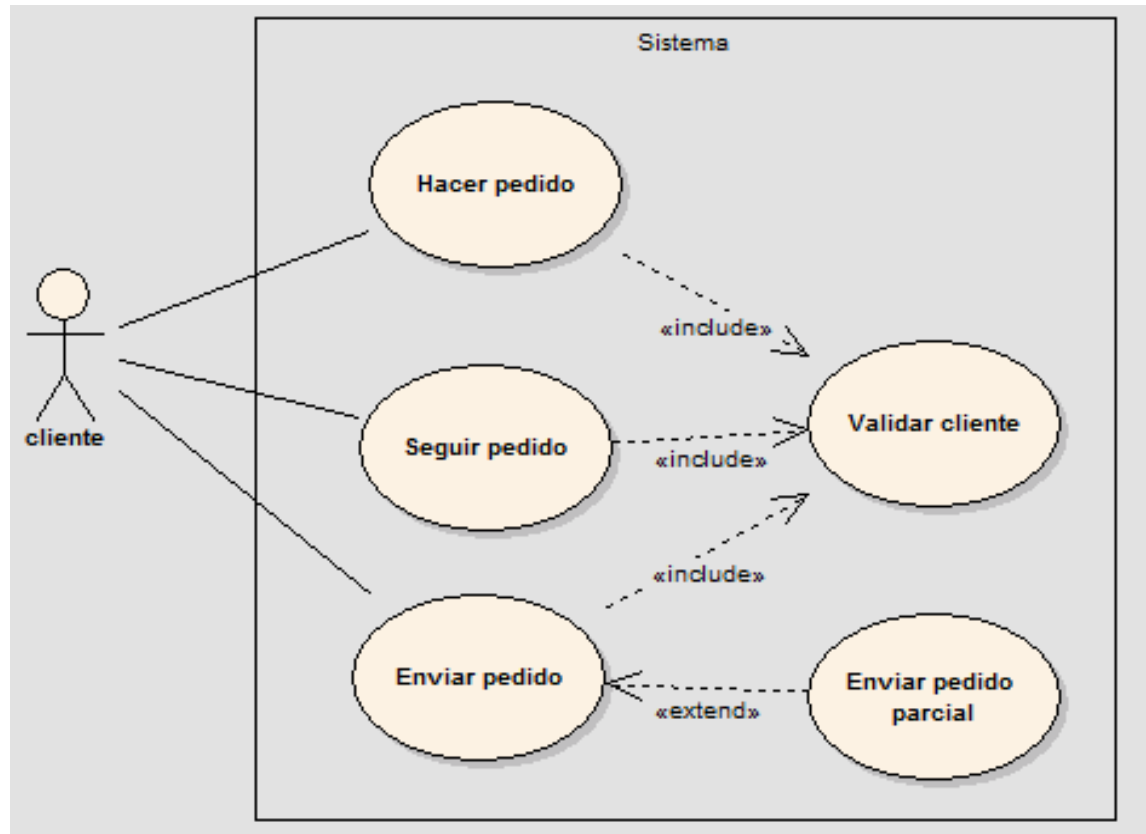 Sistema
Hacer pedido
«include»
cliente
Seguir pedido
«include»
Validar cliente
«include»
Enviar pedido
«extend»
Enviar pedido
parcial